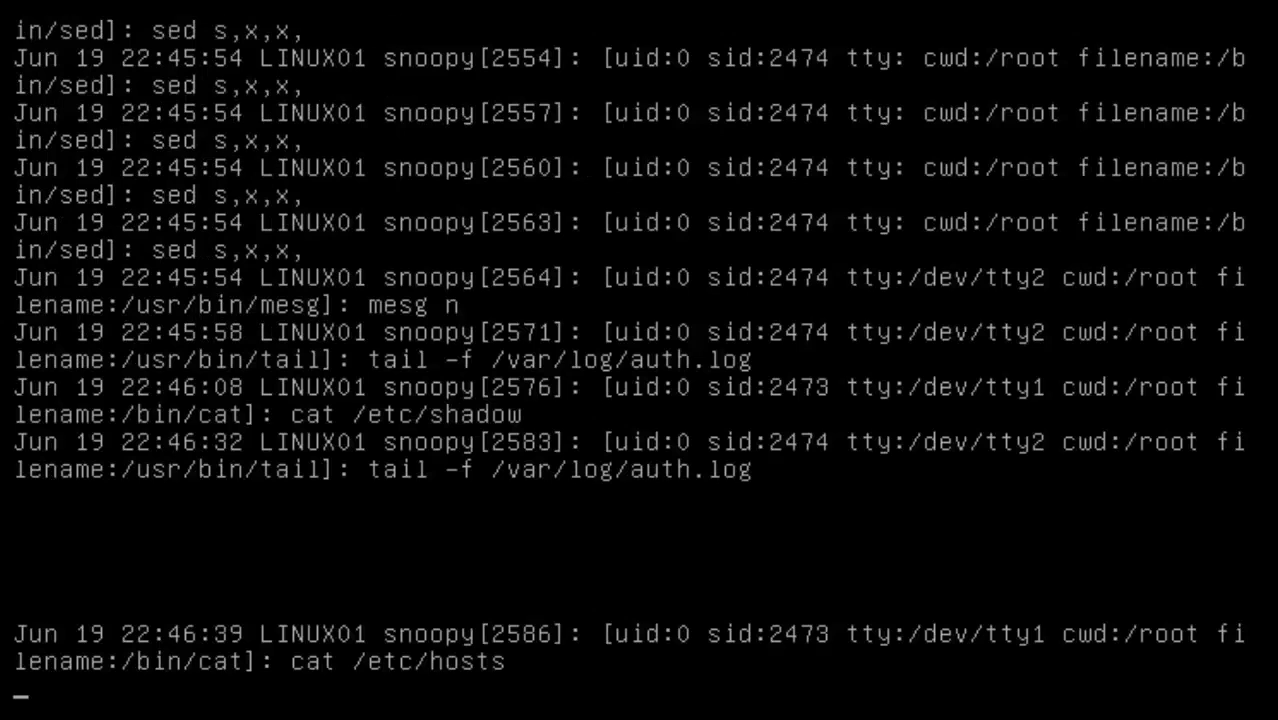 in/sed]: sed s,x,x,
Jun 19 22:45:54 LINUX01 snoopy[2554]: [uid:0 sid:2474 tty: cwd:/root filename:/b
in/sed]: sed s,x,x,
Jun 19 22:45:54 LINUX01 snoopy[2557]: [uid:0 sid:2474 tty: cwd:/root filename:/b
in/sed]: sed s,x,x,
Jun 19 22:45:54 LINUX01 snoopy[2560]: [uid:0 sid:2474 tty: cwd:/root filename:/b
in/sed]: sed s,x,x,
Jun 19 22:45:54 LINUX01 snoopy[2563]: [uid:0 sid:2474 tty: cwd:/root filename:/b
in/sed]: sed s,x,x,
Jun 19 22:45:54 LINUX01 snoopy[2564]: [uid:0 sid:2474 tty:/dev/tty2 cwd:/root fi
lename:/usr/bin/mesg]: mesg n
Jun 19 22:45:58 LINUX01 snoopy[2571]: [uid:0 sid:2474 tty:/dev/tty2 cwd:/root fi
lename:/usr/bin/tail]: tail -f /var/log/auth.log
Jun 19 22:46:08 LINUX01 snoopy[2576]: [uid:0 sid:2473 tty:/dev/tty1 cwd:/root fi
lename:/bin/cat]: cat /etc/shadow
Jun 19 22:46:32 LINUX01 snoopy[2583]: [uid:0 sid:2474 tty:/dev/tty2 cwd:/root fi
lename:/usr/bin/tail]: tail -f /var/log/auth.log
Jun 19 22:46:39 LINUX01 snoopy[2586]: [uid:0 sid:2473 tty:/dev/tty1 cwd:/root fi
lename:/bin/cat]: cat /etc/hosts